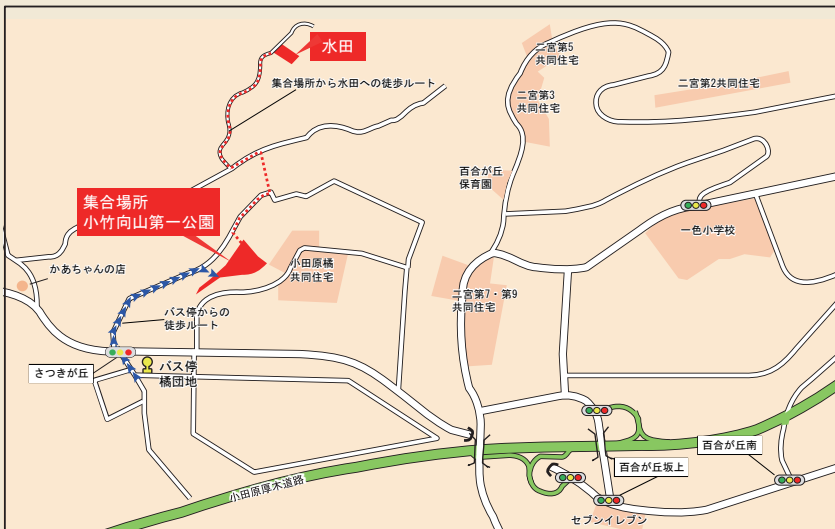 水田
集合場所から水田への徒歩ルート
二宮第5
共同住宅
二宮第3
共同住宅
二宮第2共同住宅
百合が丘
保育園
集合場所
小竹向山第一公園
一色小学校
かあちゃんの店
小田原橘
共同住宅
二宮第7・第9
共同住宅
バス停からの
徒歩ルート
さつきが丘
バス停
橘団地
小田原厚木道路
百合が丘南
百合が丘坂上
セブンイレブン